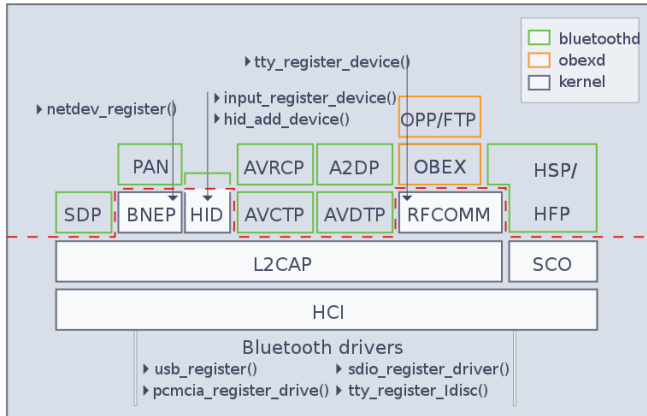 bluetoothd
obexd
kernel
tty_register_device()
netdev_register()
input_register_device()
hid_add_device()
OPP/FTP
PAN
AVRCP
A2DP
OBEX
HSP/
HFP
SDP
BNEP
HID
AVCTP
AVDTP
RFCOMM
L2CAP
SCO
HCI
Bluetooth drivers
usb_register()
sdio_register_driver()
pcmcia_register_drive()
tty_register_ldisc()